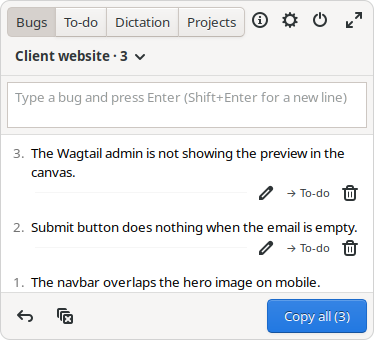 Bugs To-do Dictation Projects
Client website · 3
Type a bug and press Enter (Shift+Enter for a new line)
3. The Wagtail admin is not showing the preview in the
canvas.
→ To-do
2. Submit button does nothing when the email is empty.
→ To-do
1. The navbar overlaps the hero image on mobile.
Copy all (3)